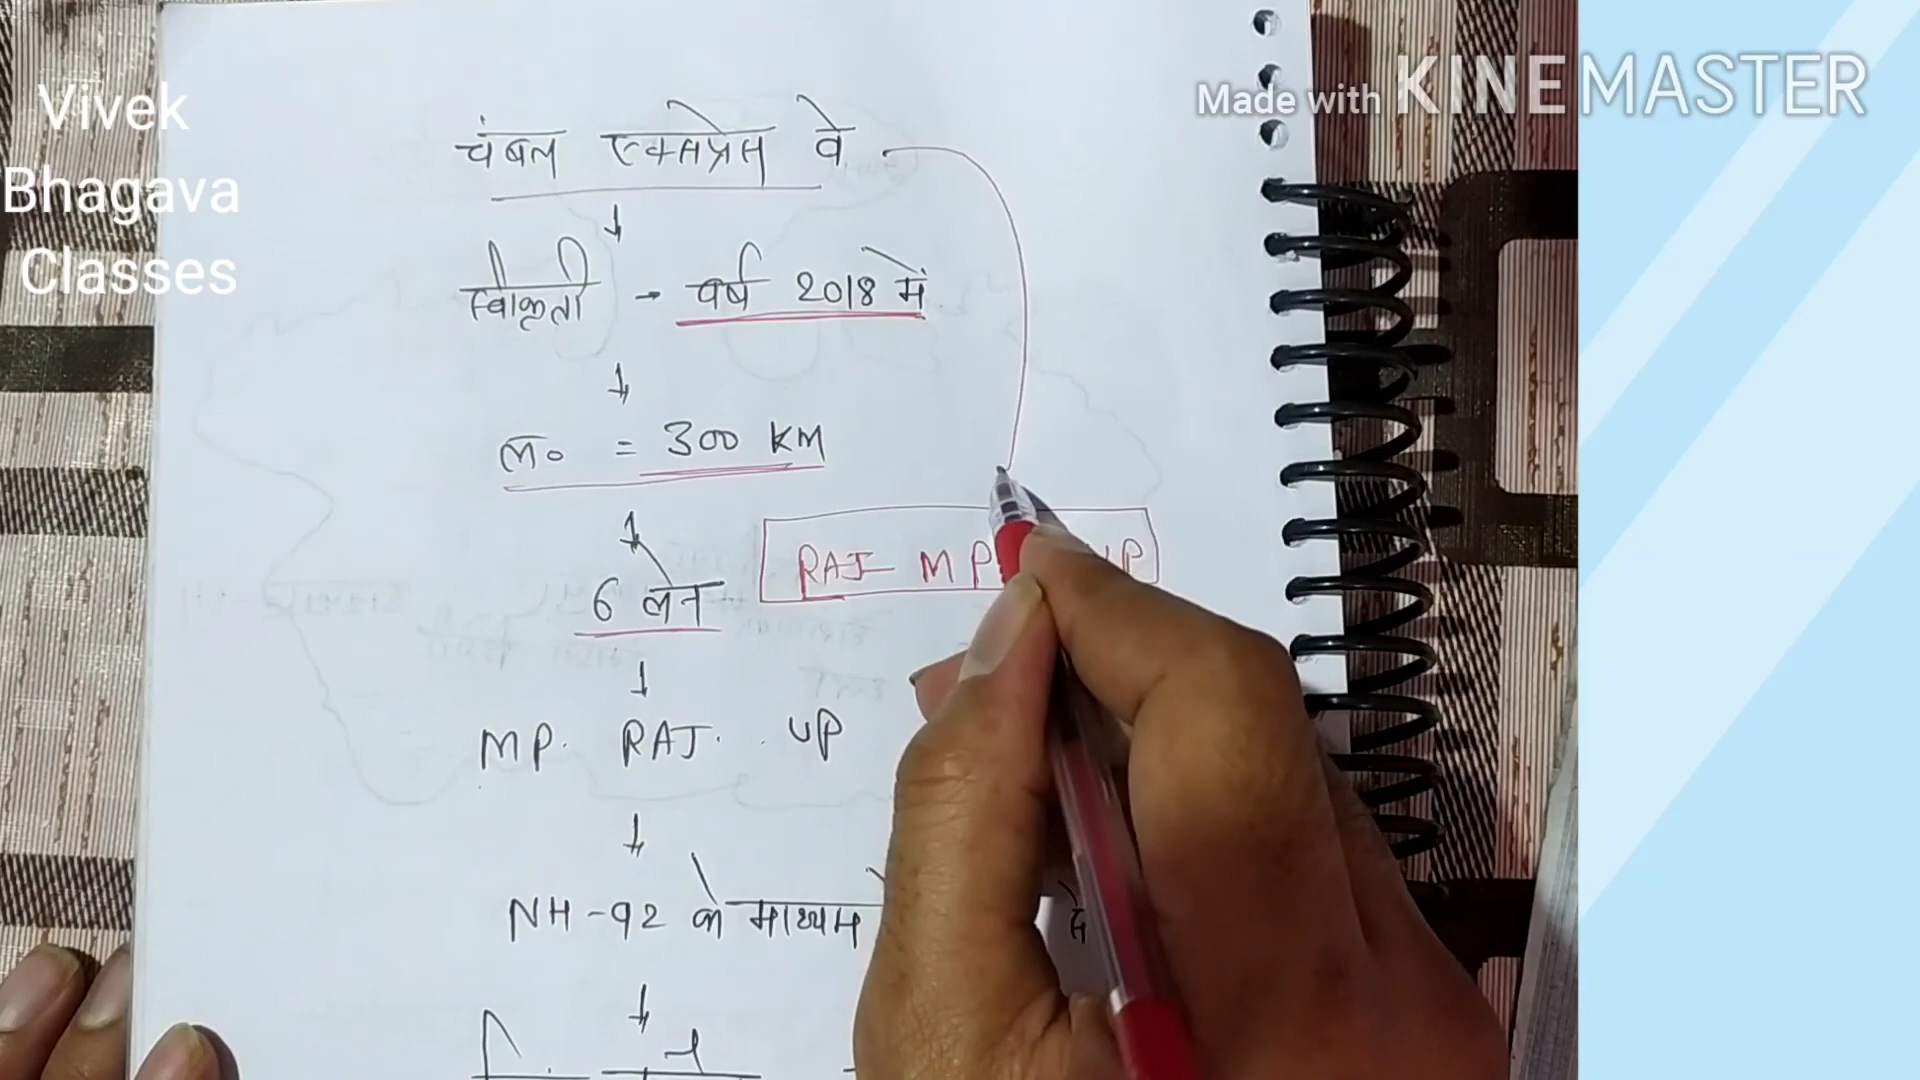 Vivek
Bhagava
Classes
Made with KINEMASTER
चंबल एक्सप्रेस वे
स्वीकृती - वर्ष 2018 में
ल० = 300 KM
RAJ MP UP
6 लेन
MP. RAJ. UP
NH-92 के माध्यम